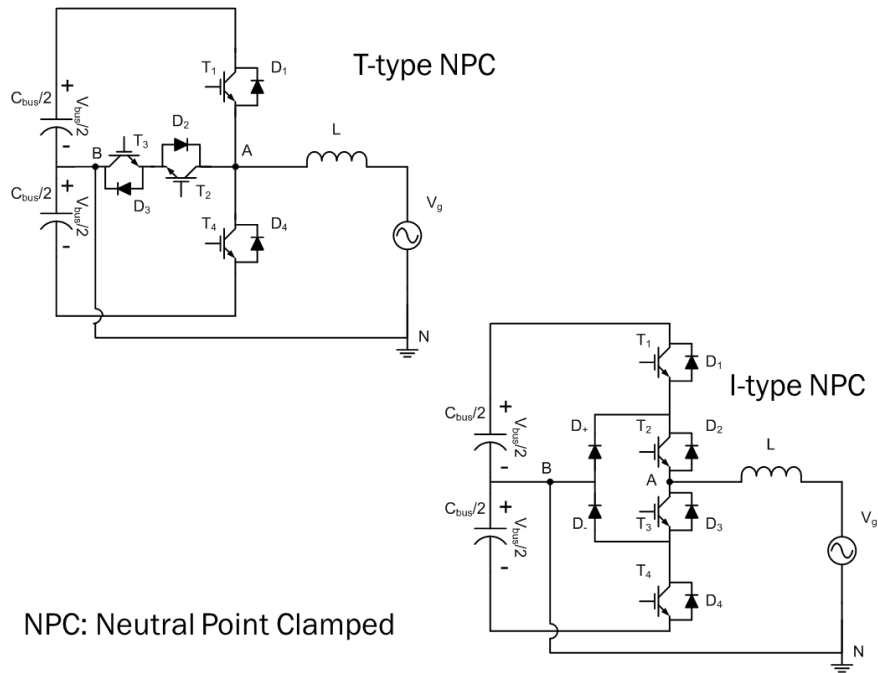 T-type NPC
T1
D1
Cbus/2
+
Vbus/2
-
D2
L
B
T3
A
Cbus/2
+
Vbus/2
-
D3
T2
Vg
T4
D4
N
I-type NPC
T1
D1
Cbus/2
+
Vbus/2
-
D+
T2
D2
L
B
A
Cbus/2
+
Vbus/2
-
D-
T3
D3
Vg
T4
D4
N
NPC: Neutral Point Clamped